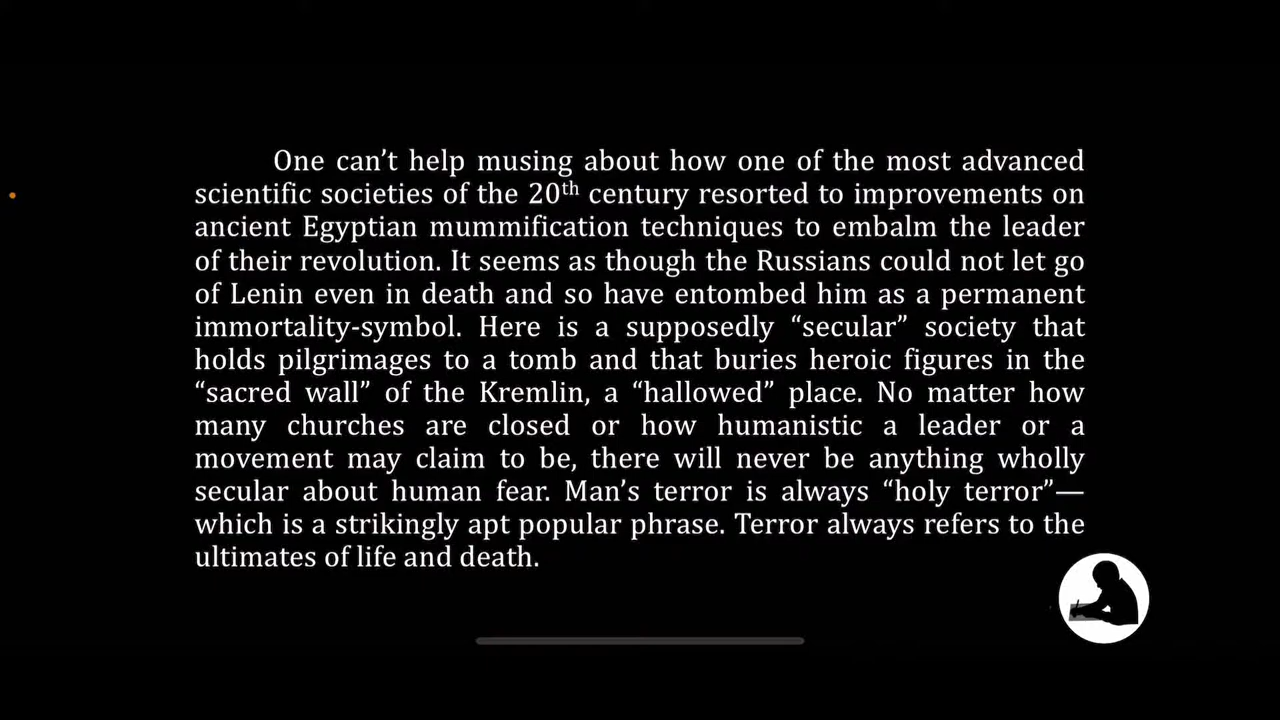 One can’t help musing about how one of the most advanced
scientific societies of the 20th century resorted to improvements on
ancient Egyptian mummification techniques to embalm the leader
of their revolution. It seems as though the Russians could not let go
of Lenin even in death and so have entombed him as a permanent
immortality-symbol. Here is a supposedly “secular” society that
holds pilgrimages to a tomb and that buries heroic figures in the
“sacred wall” of the Kremlin, a “hallowed” place. No matter how
many churches are closed or how humanistic a leader or a
movement may claim to be, there will never be anything wholly
secular about human fear. Man’s terror is always “holy terror”—
which is a strikingly apt popular phrase. Terror always refers to the
ultimates of life and death.